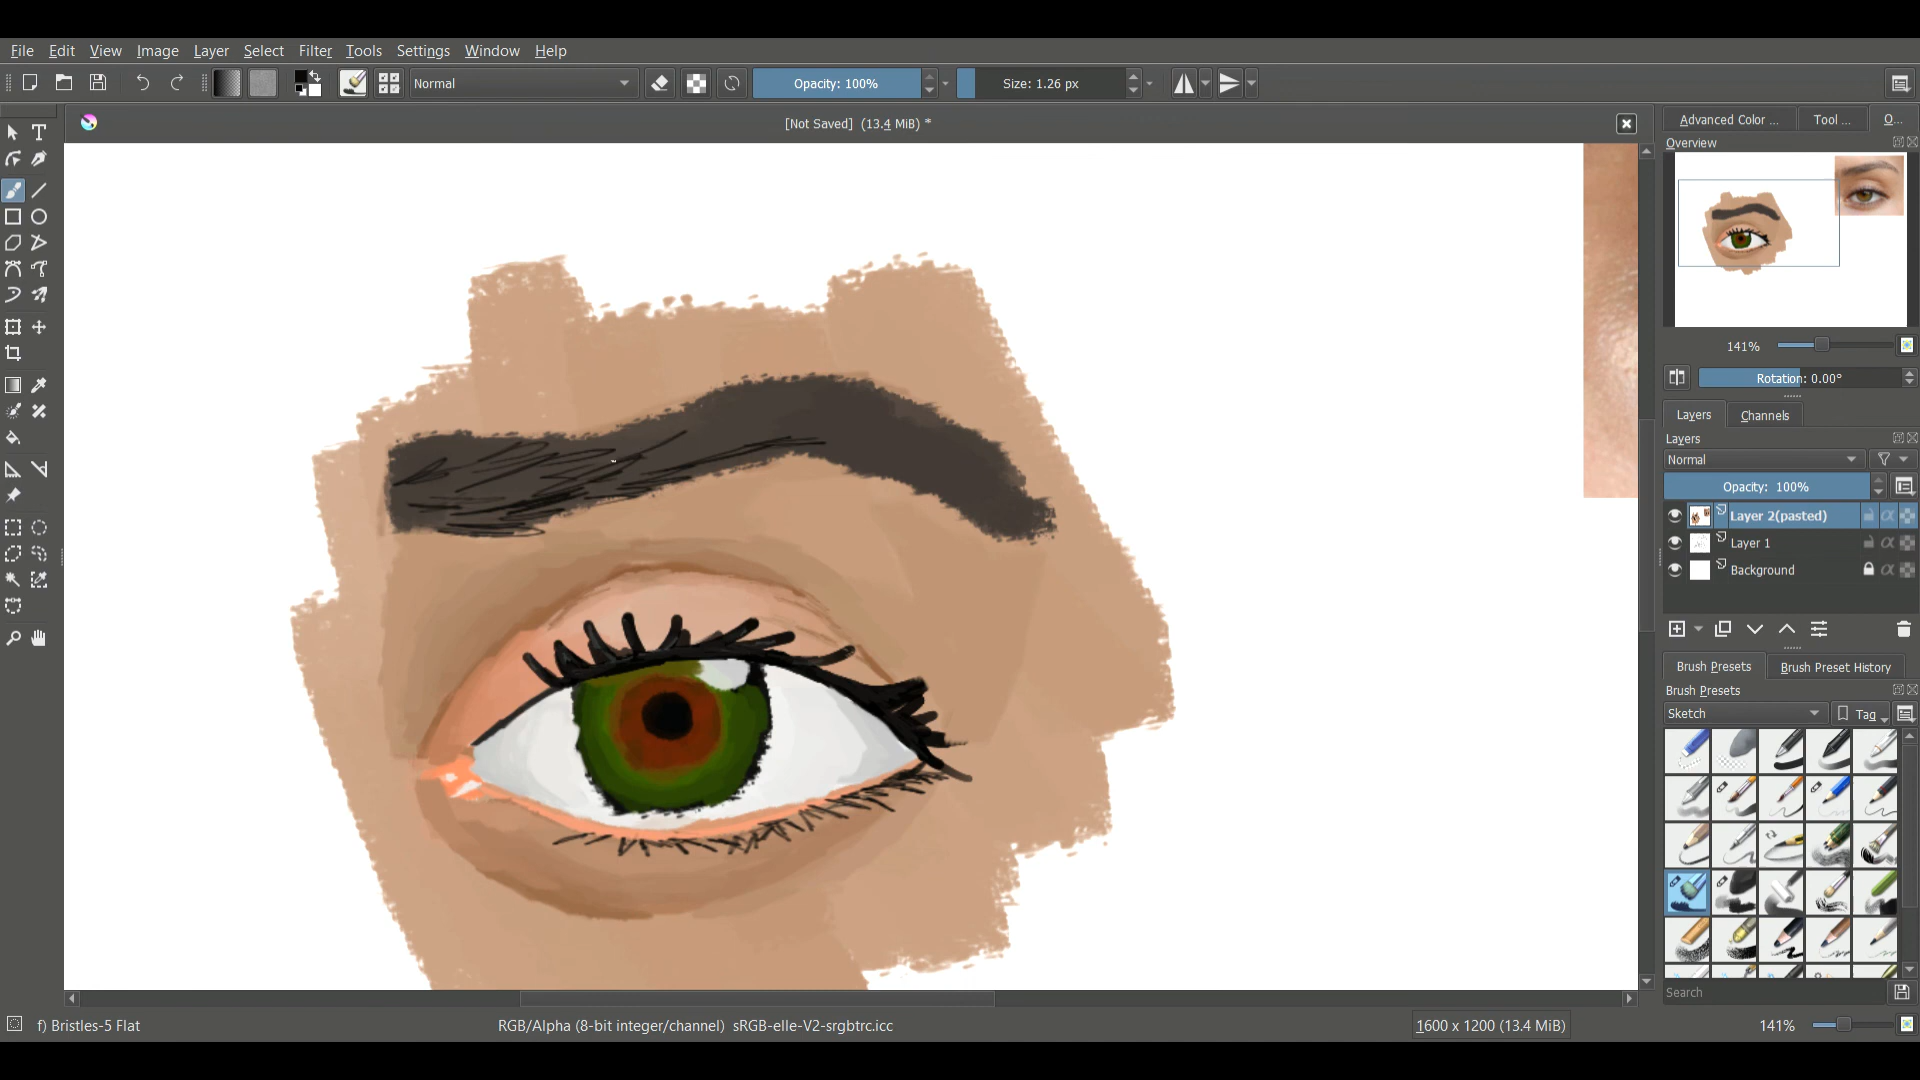 File Edit View Image Layer Select Filter Tools Settings Window Help
Normal
Opacity: 100%
Size: 1.26 px
[Not Saved] (13.4 MiB) *
Advanced Color ...
Tool ...
O...
Overview
141%
Rotation: 0.00°
Layers
Channels
Layers
Normal
Opacity: 100%
Layer 2(pasted)
Layer 1
Background
Brush Presets
Brush Preset History
Brush Presets
Sketch
Tag
Search
f) Bristles-5 Flat
RGB/Alpha (8-bit integer/channel) sRGB-elle-V2-srgbtrc.icc
1600 x 1200 (13.4 MiB)
141%